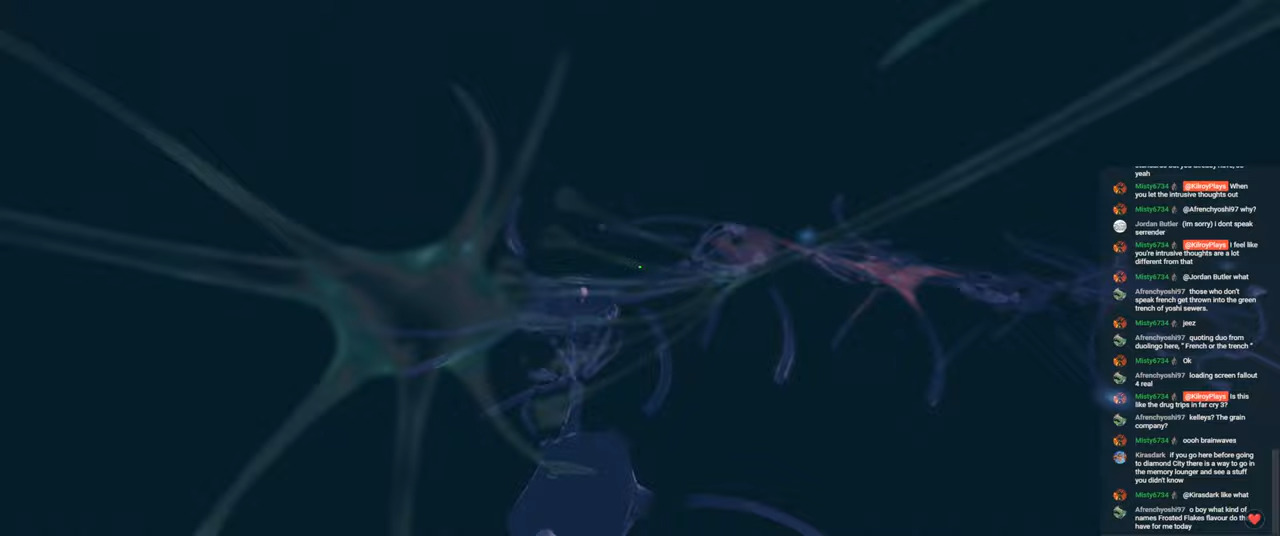 yeah
Misty6734 @KilroyPlays When
you let the intrusive thoughts out
Misty6734 @Afrenchyoshi97 why?
Jordan Butler (im sorry) i dont speak
serrender
Misty6734 @KilroyPlays I feel like
you're intrusive thoughts are a lot
different from that
Misty6734 @Jordan Butler what
Afrenchyoshi97 those who don't
speak french get thrown into the green
trench of yoshi sewers.
Misty6734 jeez
Afrenchyoshi97 quoting duo from
duolingo here, " French or the trench "
Misty6734 Ok
Afrenchyoshi97 loading screen fallout
4 real
Misty6734 @KilroyPlays Is this
like the drug trips in far cry 3?
Afrenchyoshi97 kelleys? The grain
company?
Misty6734 oooh brainwaves
Kirasdark if you go here before going
to diamond City there is a way to go in
the memory lounger and see a stuff
you didn't know
Misty6734 @Kirasdark like what
Afrenchyoshi97 o boy what kind of
names Frosted Flakes flavour do th
have for me today